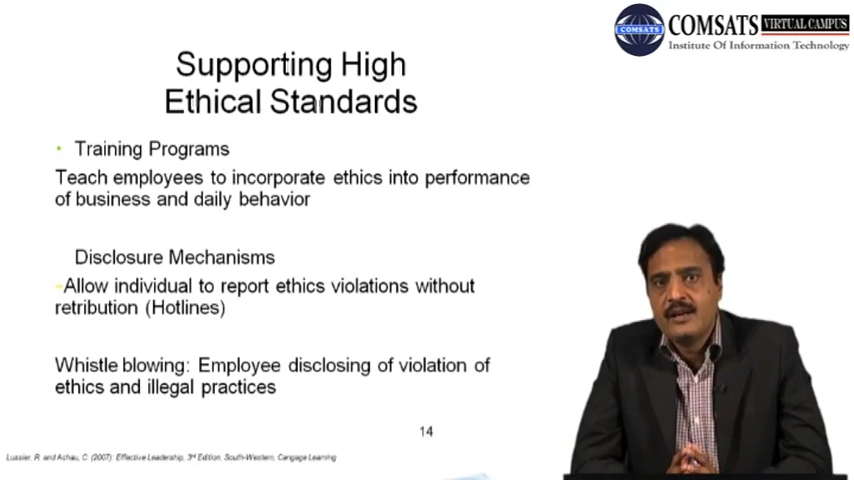 COMSATS VIRTUAL CAMPUS
COMSATS
Institute Of Information Technology
Supporting High
Ethical Standards
• Training Programs
Teach employees to incorporate ethics into performance
of business and daily behavior
Disclosure Mechanisms
-Allow individual to report ethics violations without
retribution (Hotlines)
Whistle blowing: Employee disclosing of violation of
ethics and illegal practices
14
Lussier, R. and Achau, C. (2007): Effective Leadership, 3rd Edition, South-Western, Cengage Learning